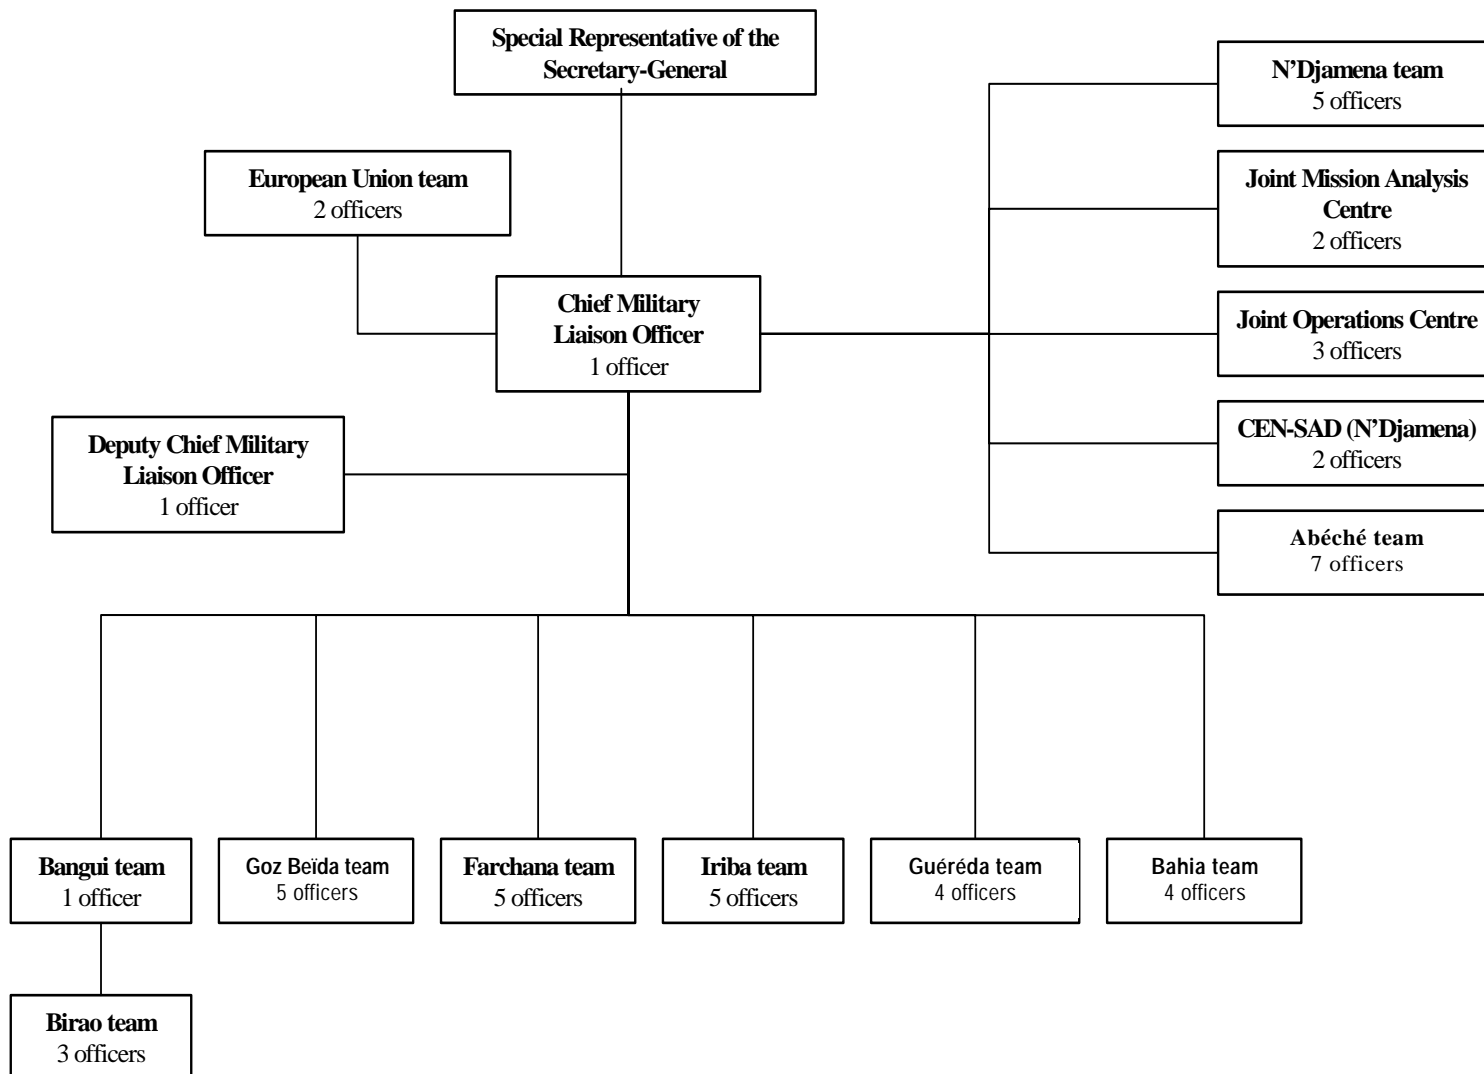 Special Representative of the
Secretary-General
N’Djamena team
5 officers
European Union team
2 officers
Joint Mission Analysis
Centre
2 officers
Chief Military
Liaison Officer
1 officer
Joint Operations Centre
3 officers
Deputy Chief Military
Liaison Officer
1 officer
CEN-SAD (N’Djamena)
2 officers
Abéché team
7 officers
Bangui team
1 officer
Goz Beïda team
5 officers
Farchana team
5 officers
Iriba team
5 officers
Guéréda team
4 officers
Bahia team
4 officers
Birao team
3 officers